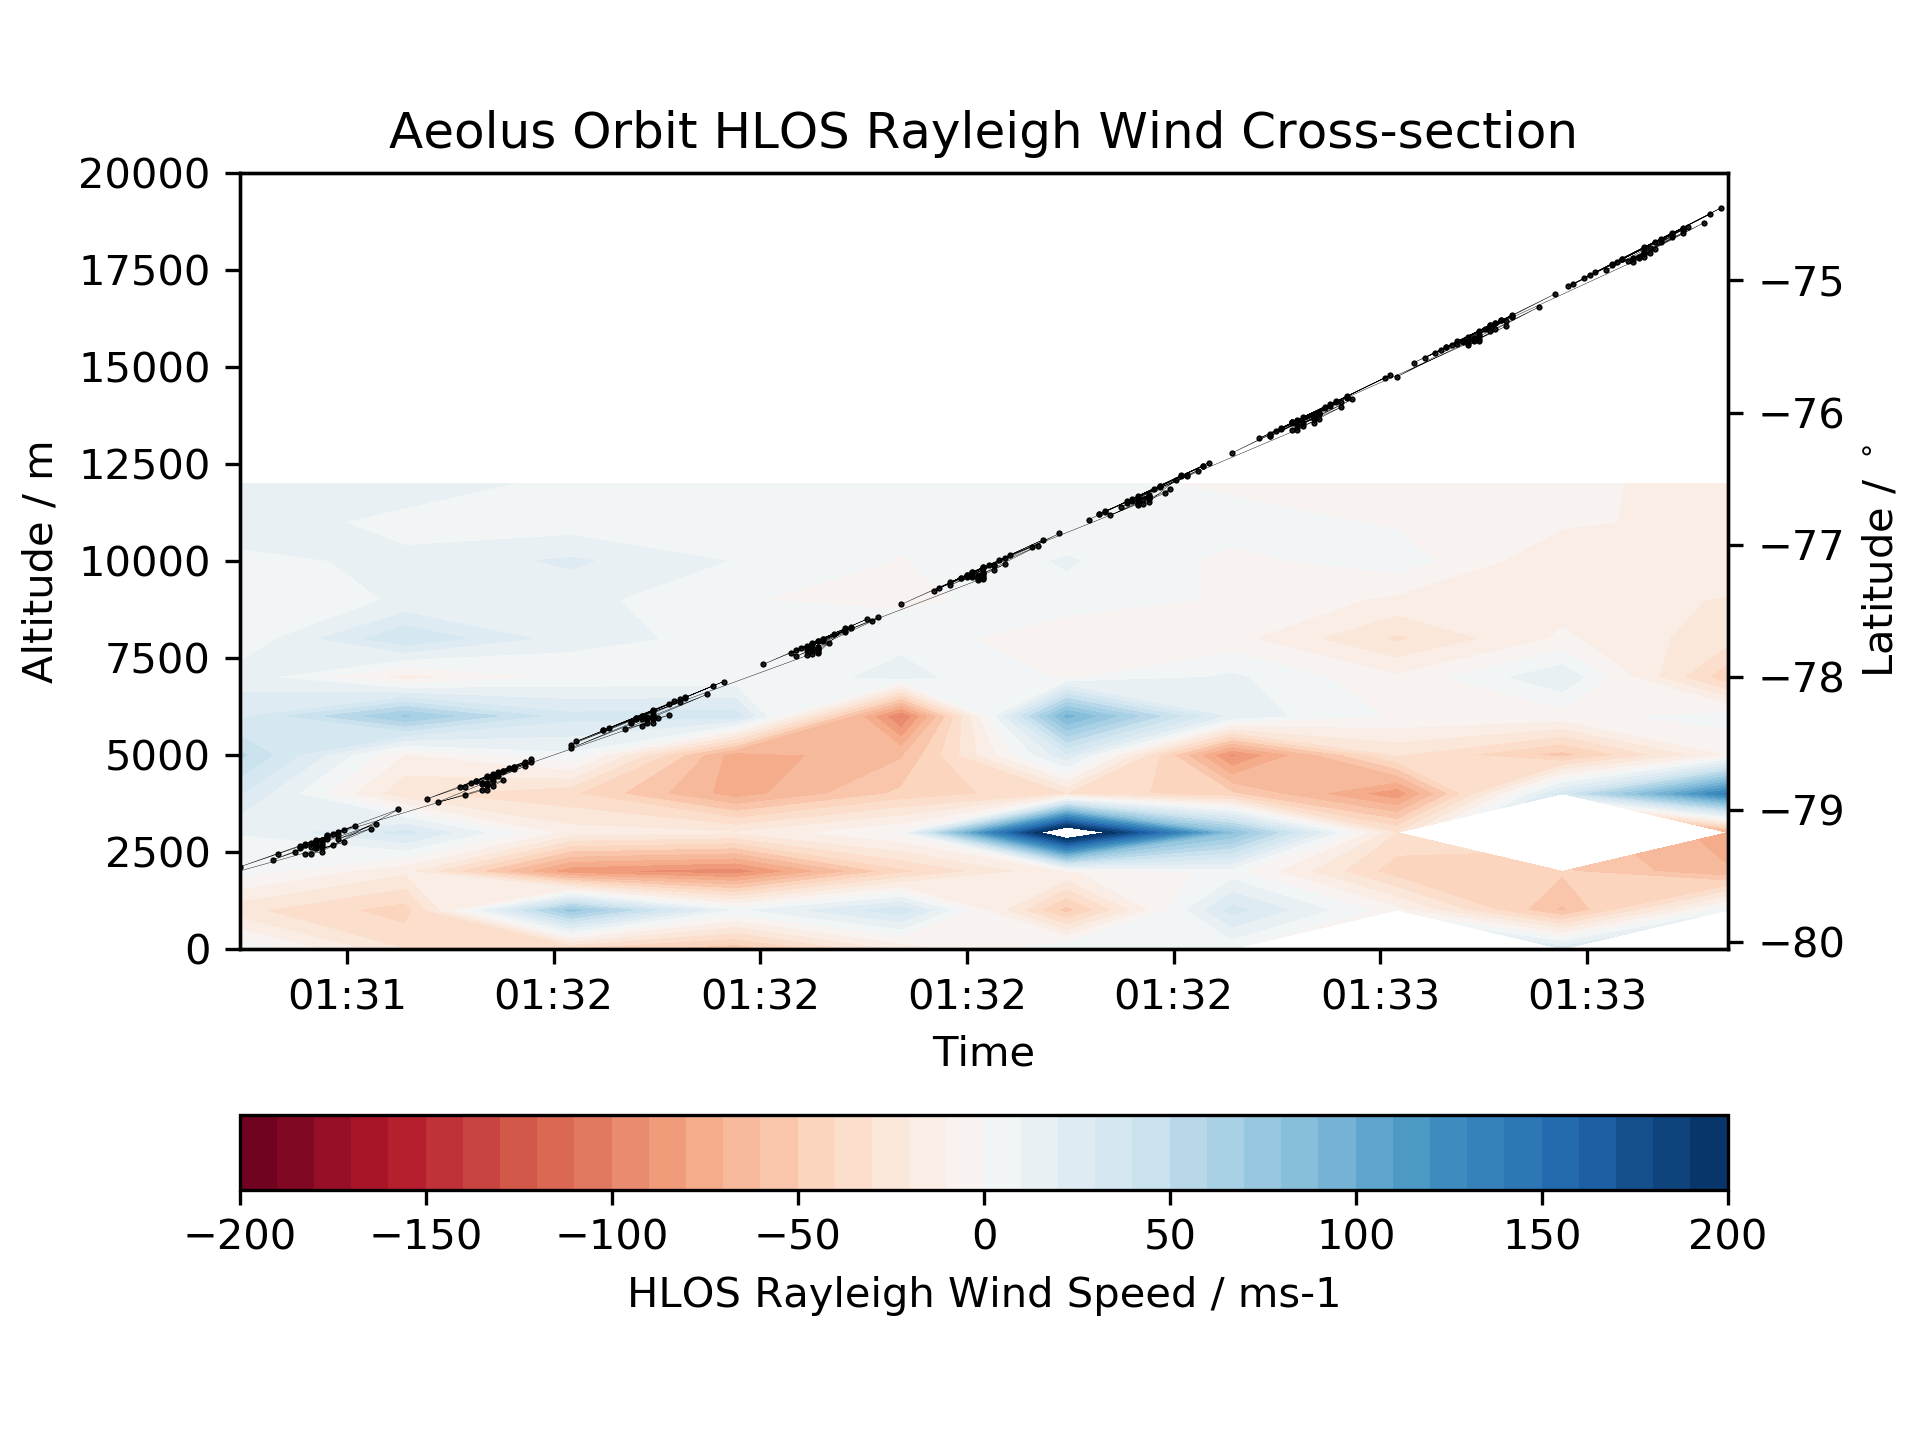 Aeolus Orbit HLOS Rayleigh Wind Cross-section
20000
17500
15000
12500
10000
7500
5000
2500
0
Altitude / m
−75
−76
−77
−78
−79
−80
Latitude / °
01:31 01:32 01:32 01:32 01:32 01:33 01:33
Time
−200 −150 −100 −50 0 50 100 150 200
HLOS Rayleigh Wind Speed / ms-1